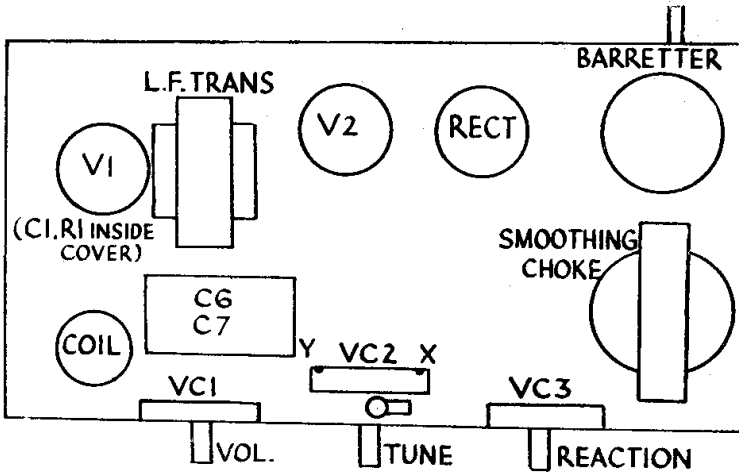 BARRETTER
L.F. TRANS
V1
V2
RECT
(C1.R1 INSIDE
COVER)
SMOOTHING
CHOKE
C6
C7
COIL
Y
VC2
X
VC1
VC3
VOL.
TUNE
REACTION